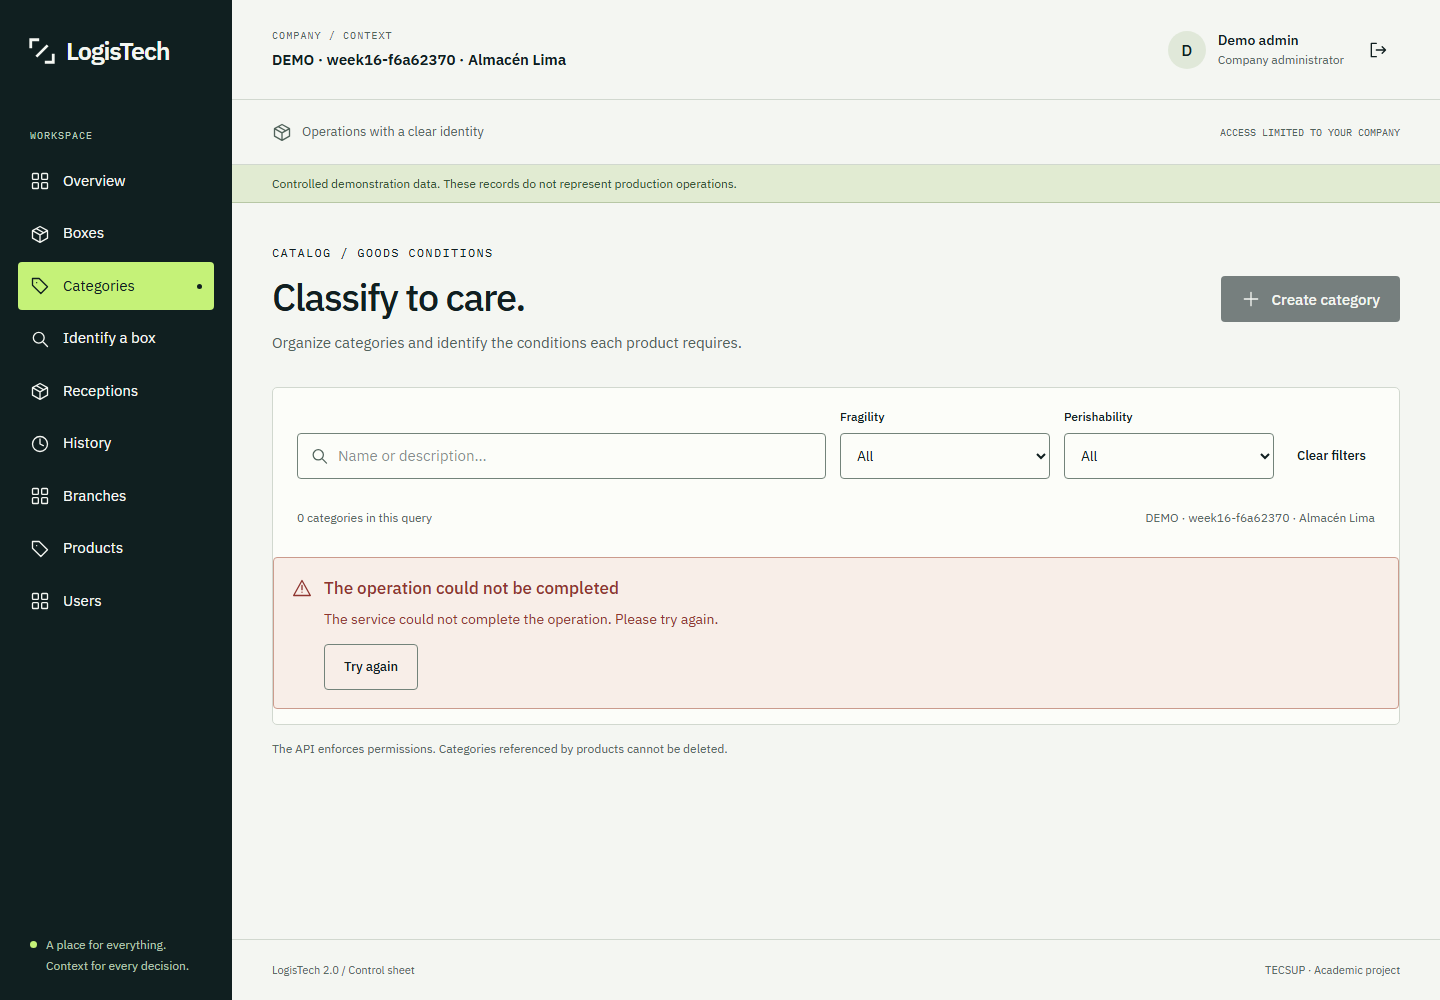 LogisTech
WORKSPACE
Overview
Boxes
Categories
Identify a box
Receptions
History
Branches
Products
Users
A place for everything.
Context for every decision.
COMPANY / CONTEXT
DEMO · week16-f6a62370 · Almacén Lima
D
Demo admin
Company administrator
Operations with a clear identity
ACCESS LIMITED TO YOUR COMPANY
Controlled demonstration data. These records do not represent production operations.
CATALOG / GOODS CONDITIONS
Classify to care.
Create category
Organize categories and identify the conditions each product requires.
Fragility
Perishability
Name or description...
All
All
Clear filters
0 categories in this query
DEMO · week16-f6a62370 · Almacén Lima
The operation could not be completed
The service could not complete the operation. Please try again.
Try again
The API enforces permissions. Categories referenced by products cannot be deleted.
LogisTech 2.0 / Control sheet
TECSUP · Academic project